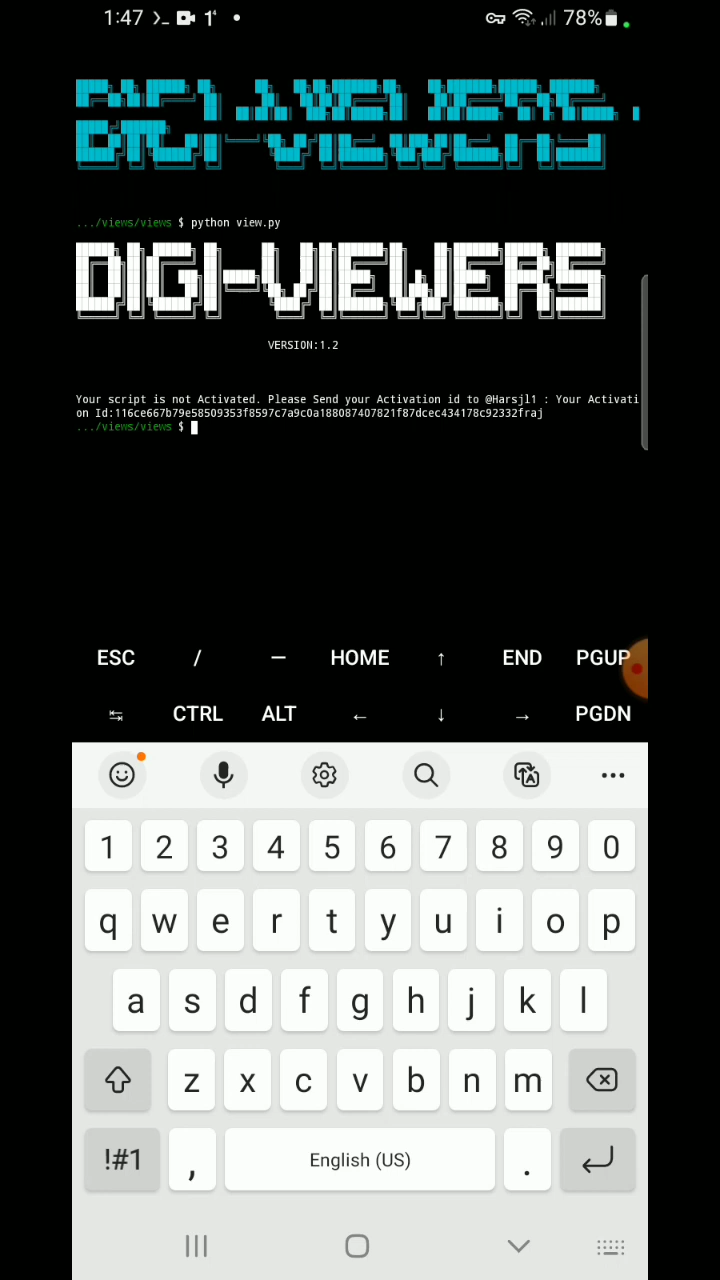 1:47
78%
.../views/views $ python view.py
DIGI-VIEWERS
VERSION:1.2
Your script is not Activated. Please Send your Activation id to @Harsjl1 : Your Activati
on Id:116ce667b79e58509353f8597c7a9c0a188087407821f87dcec434178c92332fraj
.../views/views $
ESC / — HOME ↑ END PGUP
↹ CTRL ALT ← ↓ → PGDN
1 2 3 4 5 6 7 8 9 0
q w e r t y u i o p
a s d f g h j k l
z x c v b n m
!#1 , English (US) .